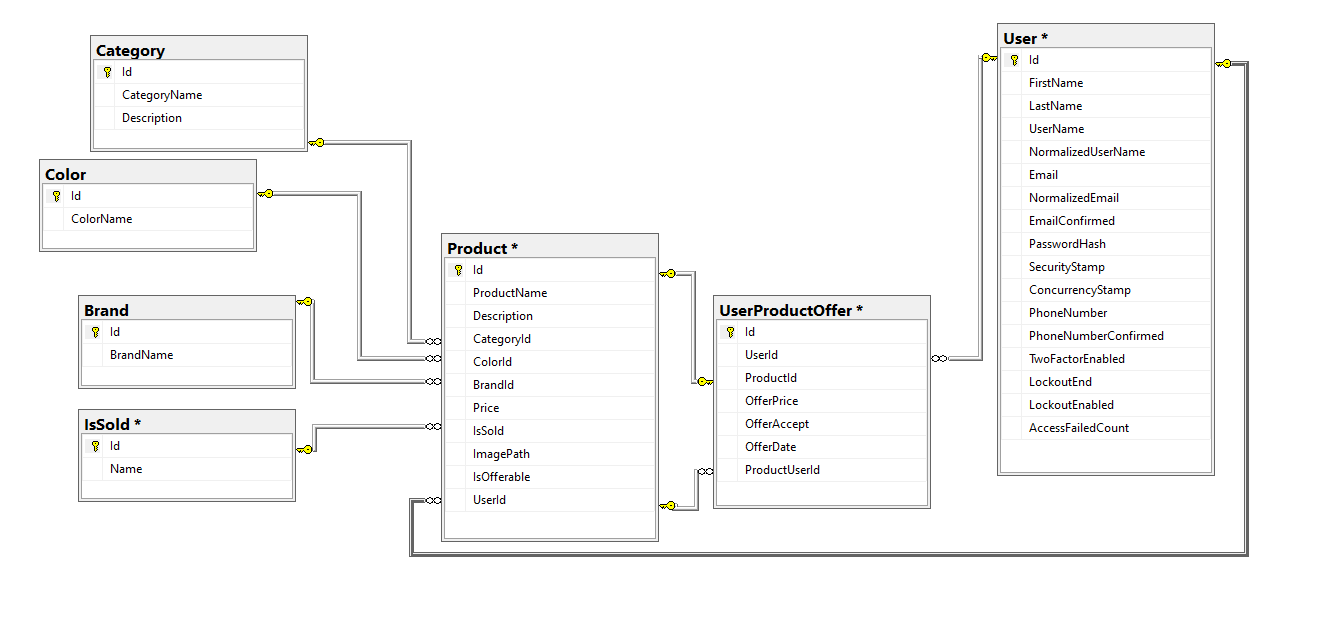 Category
Id
CategoryName
Description
Color
Id
ColorName
Brand
Id
BrandName
IsSold *
Id
Name
Product *
Id
ProductName
Description
CategoryId
ColorId
BrandId
Price
IsSold
ImagePath
IsOfferable
UserId
UserProductOffer *
Id
UserId
ProductId
OfferPrice
OfferAccept
OfferDate
ProductUserId
User *
Id
FirstName
LastName
UserName
NormalizedUserName
Email
NormalizedEmail
EmailConfirmed
PasswordHash
SecurityStamp
ConcurrencyStamp
PhoneNumber
PhoneNumberConfirmed
TwoFactorEnabled
LockoutEnd
LockoutEnabled
AccessFailedCount